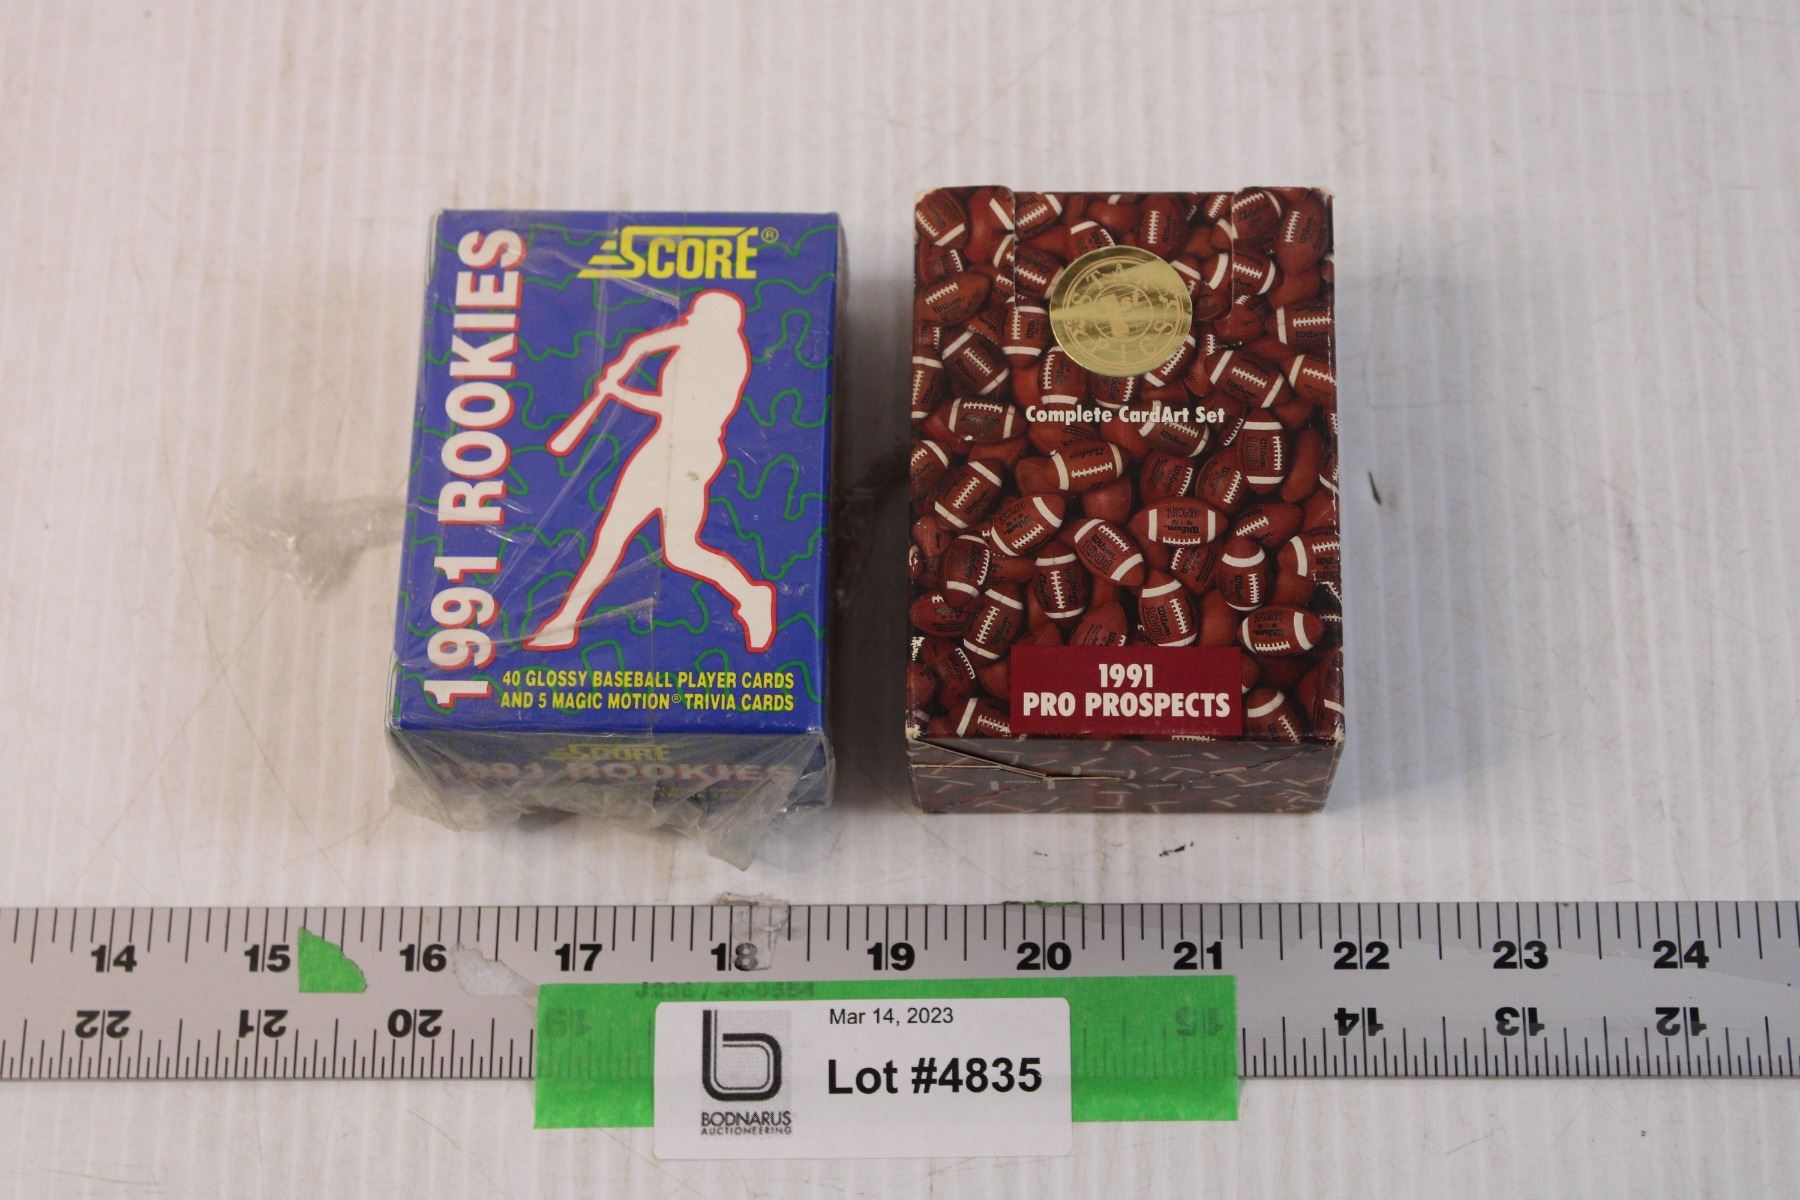 1991 ROOKIES
SCORE®
40 GLOSSY BASEBALL PLAYER CARDS
AND 5 MAGIC MOTION® TRIVIA CARDS
SCORE
1991 ROOKIES
Complete CardArt Set
1991
PRO PROSPECTS
14 15 16 17 18 19 20 21 22 23 24
22 21 20 19 15 14 13 12
Mar 14, 2023
Lot #4835
BODNARUS
AUCTIONEERING